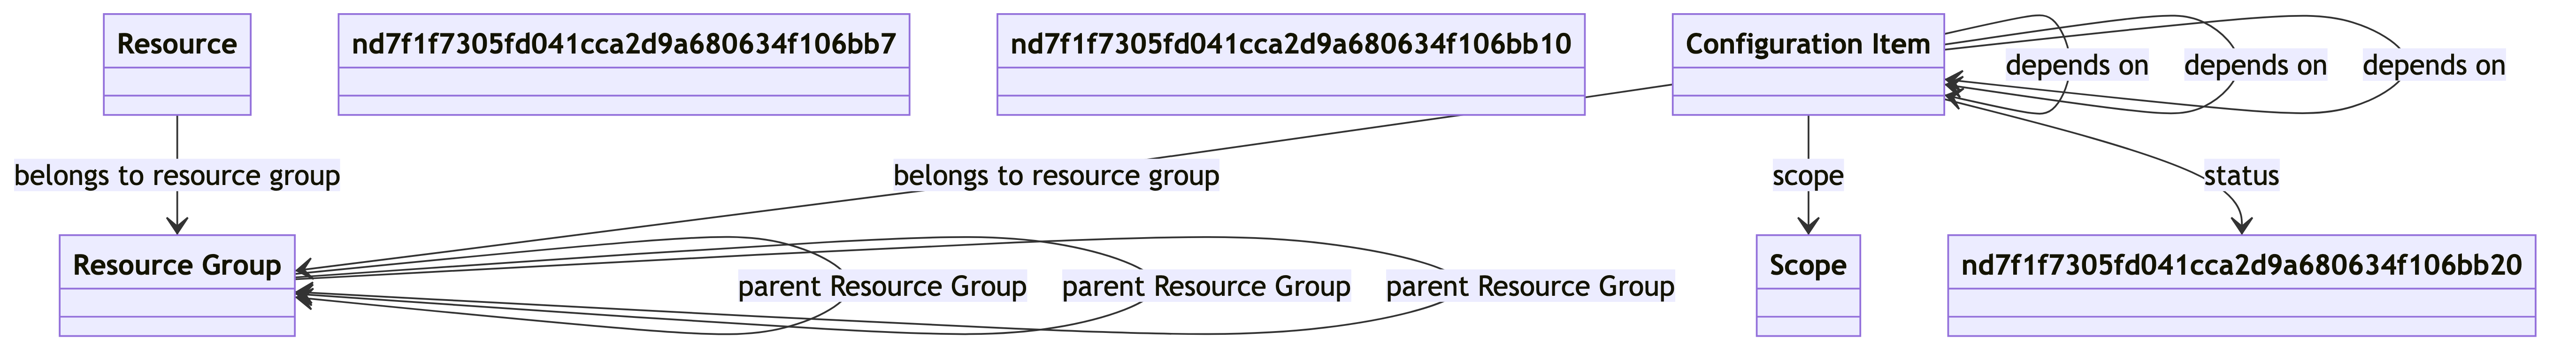 Resource
nd7f1f7305fd041cca2d9a680634f106bb7
nd7f1f7305fd041cca2d9a680634f106bb10
Configuration Item
depends on
depends on
depends on
belongs to resource group
belongs to resource group
scope
status
Resource Group
parent Resource Group
parent Resource Group
parent Resource Group
Scope
nd7f1f7305fd041cca2d9a680634f106bb20